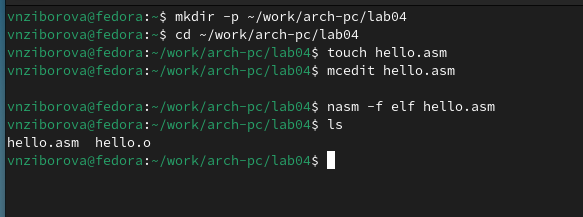 vnziborova@fedora:~$ mkdir -p ~/work/arch-pc/lab04
vnziborova@fedora:~$ cd ~/work/arch-pc/lab04
vnziborova@fedora:~/work/arch-pc/lab04$ touch hello.asm
vnziborova@fedora:~/work/arch-pc/lab04$ mcedit hello.asm
vnziborova@fedora:~/work/arch-pc/lab04$ nasm -f elf hello.asm
vnziborova@fedora:~/work/arch-pc/lab04$ ls
hello.asm  hello.o
vnziborova@fedora:~/work/arch-pc/lab04$